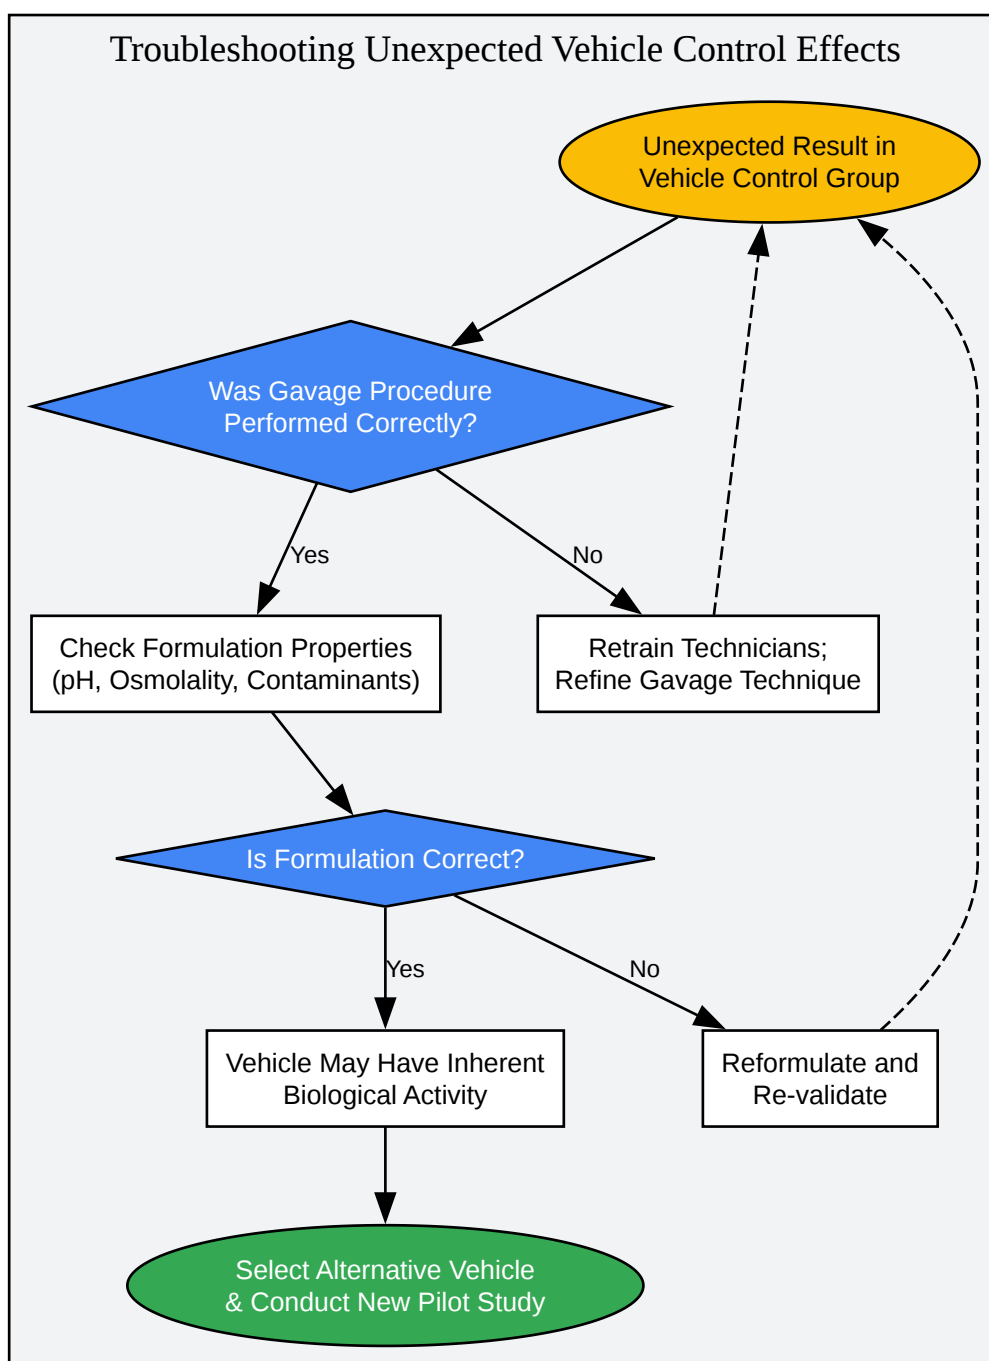 Troubleshooting Unexpected Vehicle Control Effects
Unexpected Result in
Vehicle Control Group
Was Gavage Procedure
Performed Correctly?
Yes
No
Check Formulation Properties
(pH, Osmolality, Contaminants)
Retrain Technicians;
Refine Gavage Technique
Is Formulation Correct?
Yes
No
Vehicle May Have Inherent
Biological Activity
Reformulate and
Re-validate
Select Alternative Vehicle
& Conduct New Pilot Study